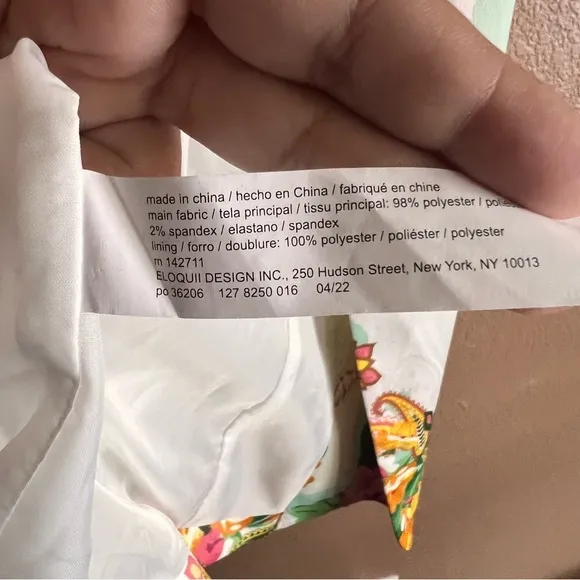 made in china / hecho en China / fabriqué en chine
main fabric / tela principal / tissu principal: 98% polyester /
2% spandex / elastano / spandex
lining / forro / doublure: 100% polyester / poliéster / polyester
m 142711
ELOQUII DESIGN INC., 250 Hudson Street, New York, NY 10013
po 36206 127 8250 016 04/22